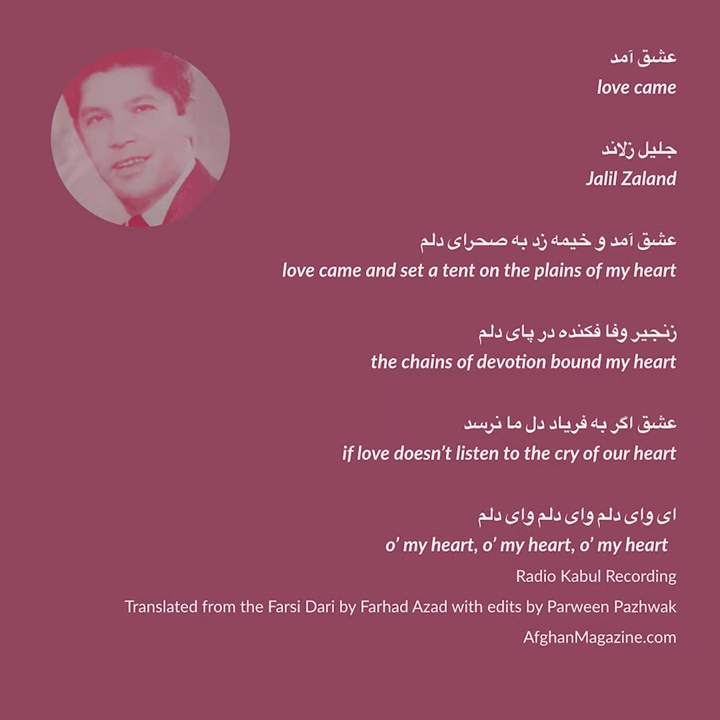 عشق آمد
love came
جلیل زلاند
Jalil Zaland
عشق آمد و خیمه زد به صحرای دلم
love came and set a tent on the plains of my heart
زنجیر وفا فکنده در پای دلم
the chains of devotion bound my heart
عشق اگر به فریاد دل ما نرسد
if love doesn’t listen to the cry of our heart
ای وای دلم وای دلم وای دلم
o’ my heart, o’ my heart, o’ my heart
Radio Kabul Recording
Translated from the Farsi Dari by Farhad Azad with edits by Parween Pazhwak
AfghanMagazine.com